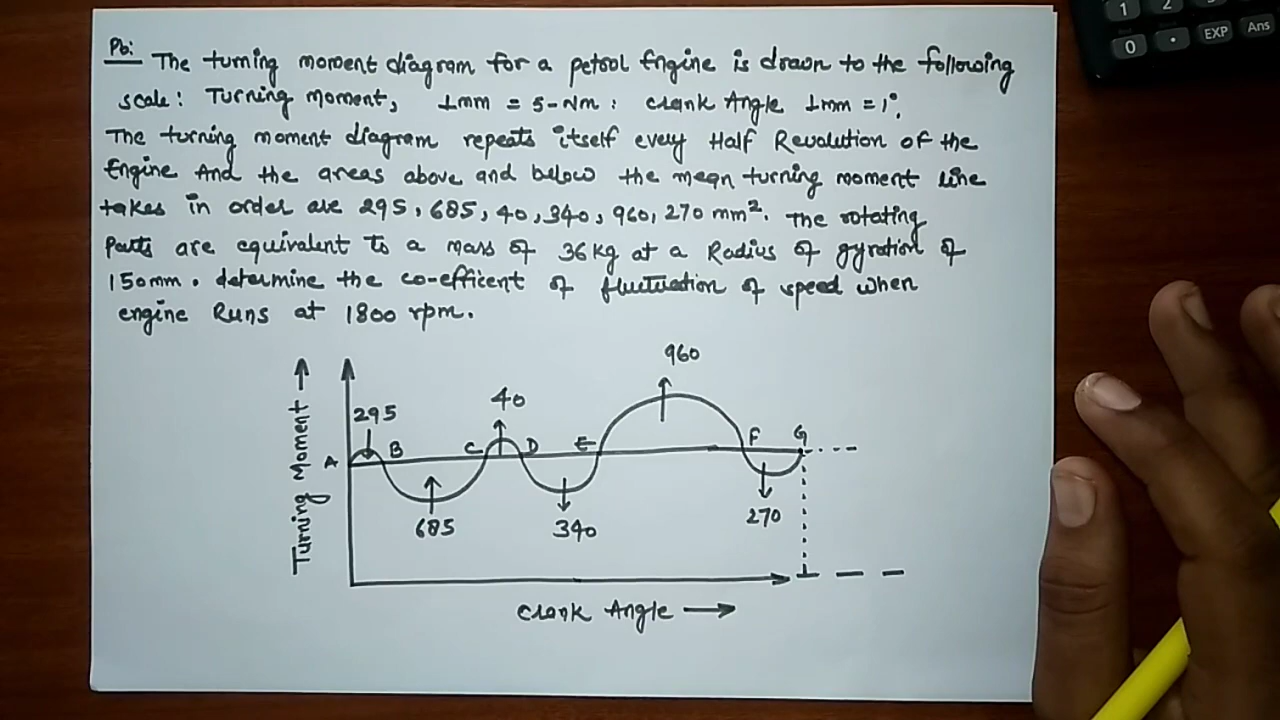 Pb: The turning moment diagram for a petrol Engine is drawn to the following
scale: Turning moment, 1mm = 5-Nm: crank Angle 1mm = 1°.
The turning moment diagram repeats itself every Half Revolution of the
Engine And the areas above and below the mean turning moment line
takes in order are 295, 685, 40, 340, 960, 270 mm². The rotating
Parts are equivalent to a mass of 36 kg at a Radius of gyration of
150mm. determine the co-efficent of fluctuation of speed when
engine Runs at 1800 rpm.
Turning Moment →
960
295
40
A B C D E F G
685
340
270
Crank Angle →
1 2
0 . EXP Ans